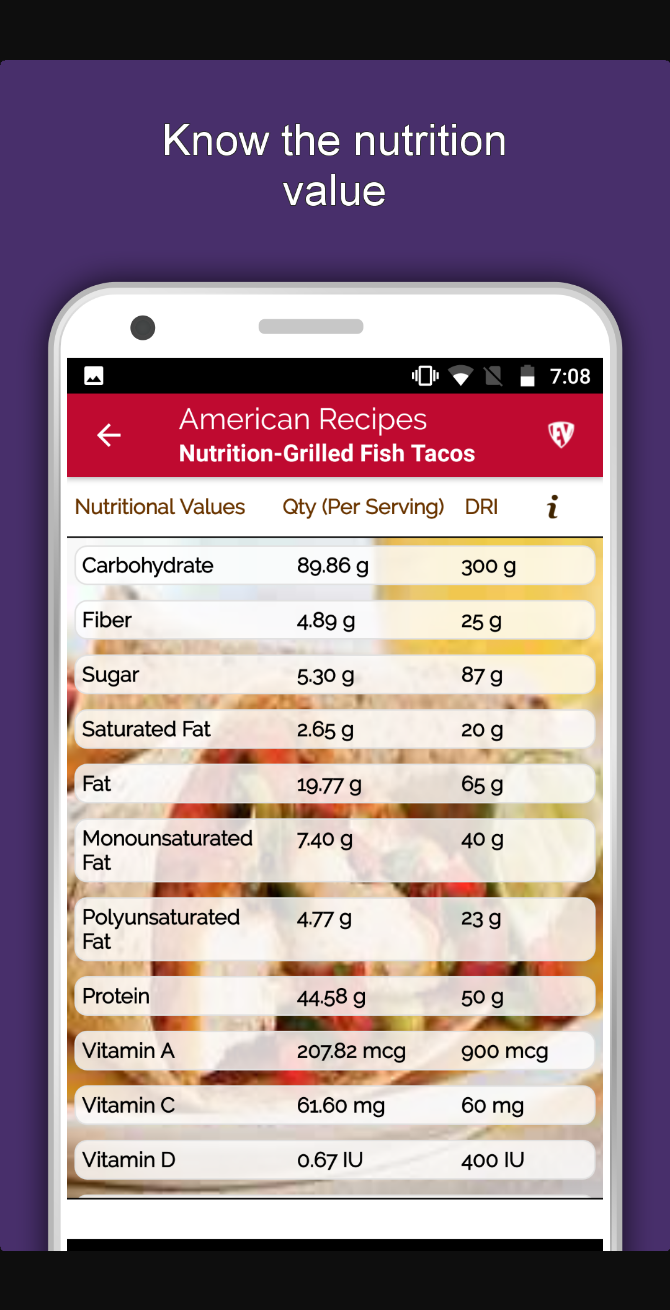 Know the nutrition
value
7:08
American Recipes
EV
Nutrition-Grilled Fish Tacos
Nutritional Values Qty (Per Serving) DRI i
Carbohydrate 89.86 g 300 g
Fiber 4.89 g 25 g
Sugar 5.30 g 87 g
Saturated Fat 2.65 g 20 g
Fat 19.77 g 65 g
Monounsaturated 7.40 g 40 g
Fat
Polyunsaturated 4.77 g 23 g
Fat
Protein 44.58 g 50 g
Vitamin A 207.82 mcg 900 mcg
Vitamin C 61.60 mg 60 mg
Vitamin D 0.67 IU 400 IU